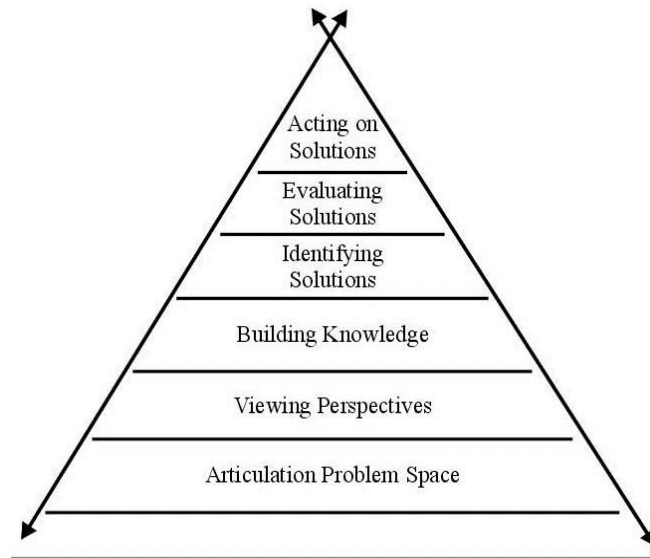 Acting on
Solutions
Evaluating
Solutions
Identifying
Solutions
Building Knowledge
Viewing Perspectives
Articulation Problem Space